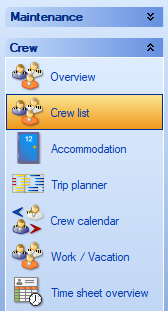 Maintenance
Crew
Overview
Crew list
12
Accommodation
Trip planner
Crew calendar
Work / Vacation
Time sheet overview